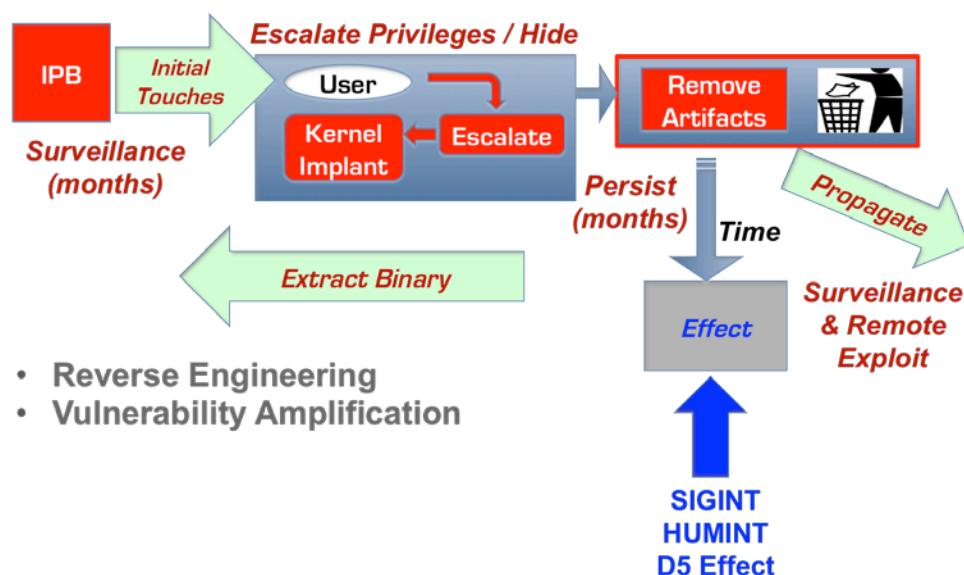 Escalate Privileges / Hide
IPB
Initial
Touches
User
Kernel
Implant
Escalate
Remove
Artifacts
Surveillance
(months)
Persist
(months)
Time
Propagate
Extract Binary
Effect
Surveillance
& Remote
Exploit
• Reverse Engineering
• Vulnerability Amplification
SIGINT
HUMINT
D5 Effect